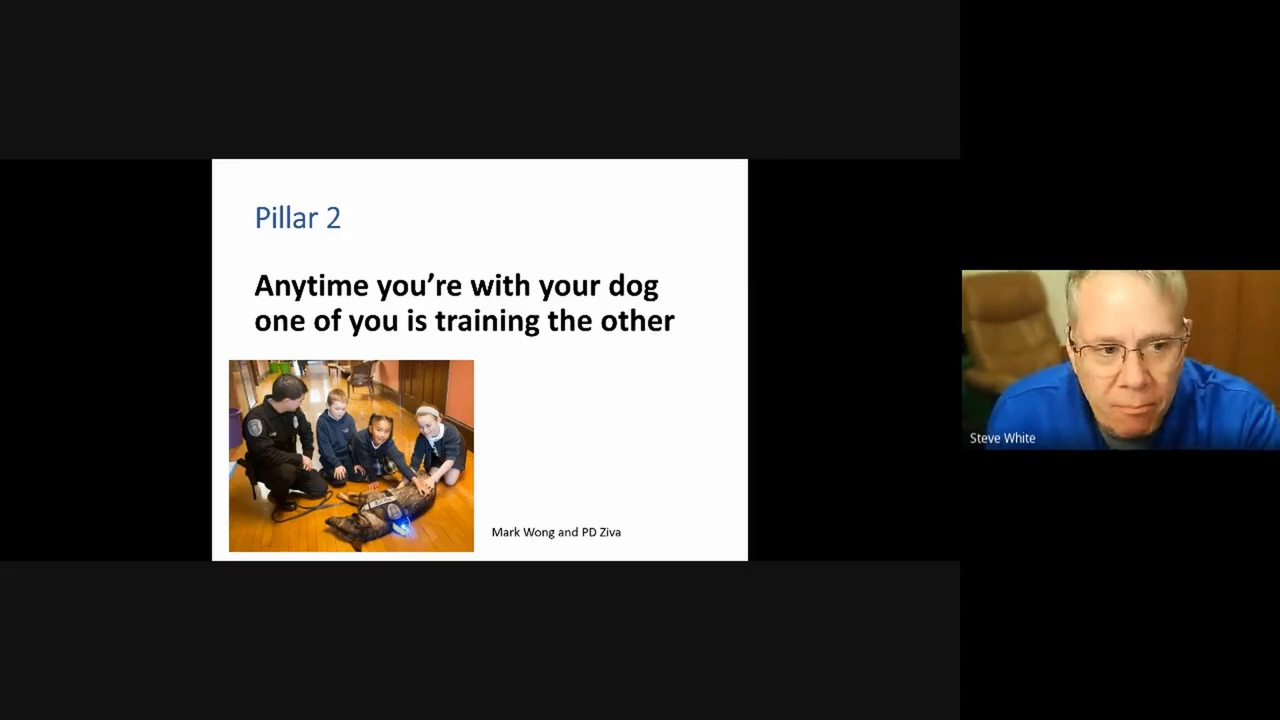 Pillar 2
Anytime you're with your dog
one of you is training the other
Mark Wong and PD Ziva
Steve White